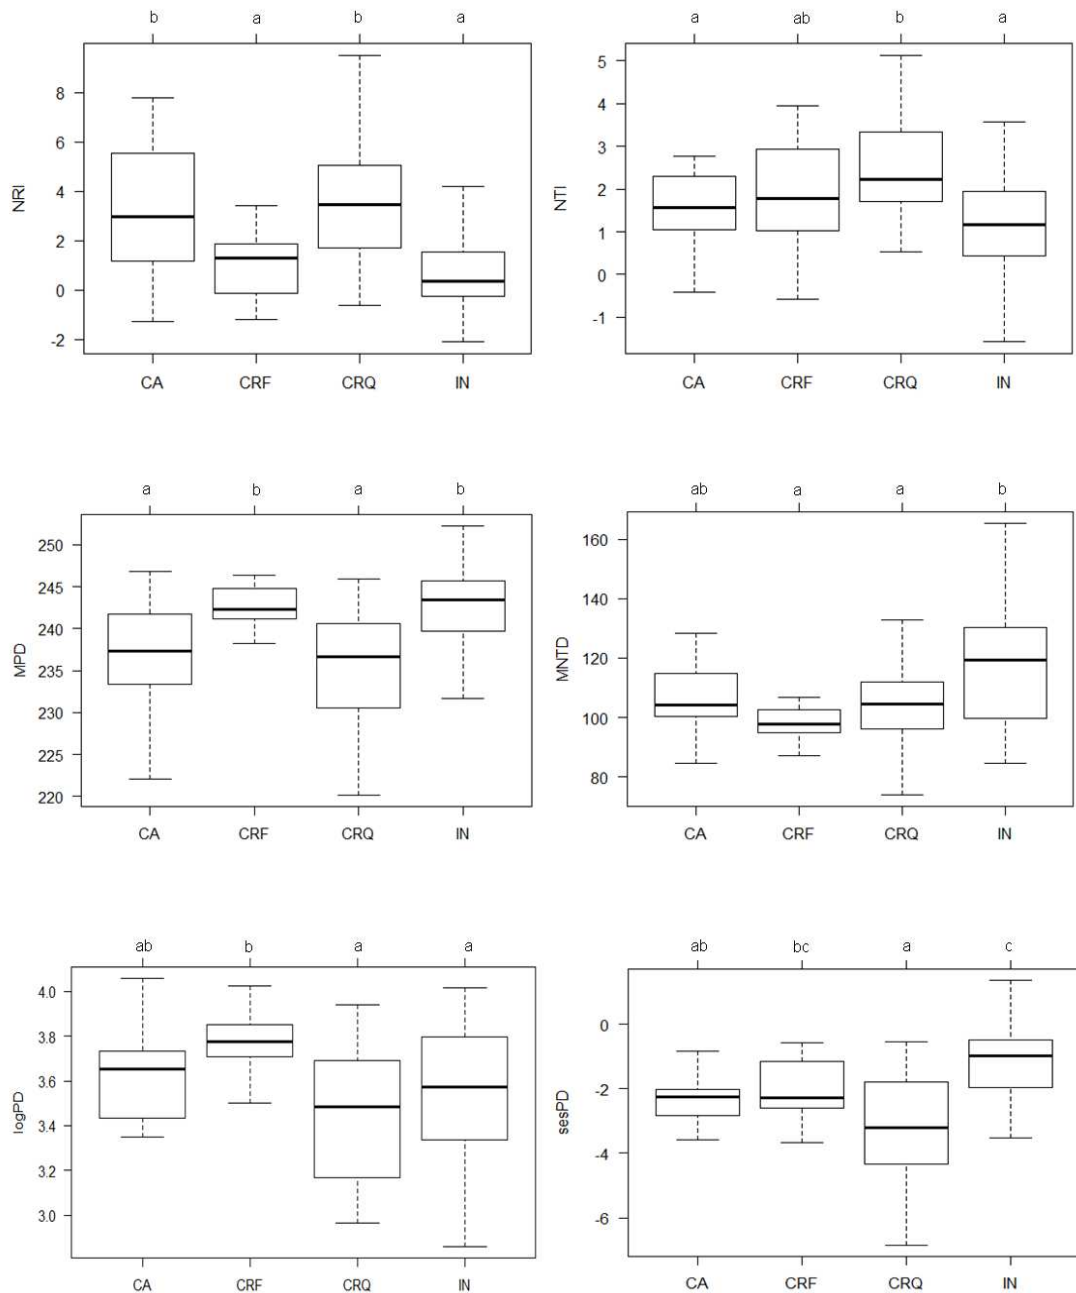 b a b a
NRI
8
6
4
2
0
-2
CA CRF CRQ IN
a ab b a
NTI
5
4
3
2
1
0
-1
CA CRF CRQ IN
a b a b
MPD
250
245
240
235
230
225
220
CA CRF CRQ IN
ab a a b
MNTD
160
140
120
100
80
CA CRF CRQ IN
ab b a a
logPD
4.0
3.8
3.6
3.4
3.2
3.0
CA CRF CRQ IN
ab bc a c
sesPD
0
-2
-4
-6
CA CRF CRQ IN